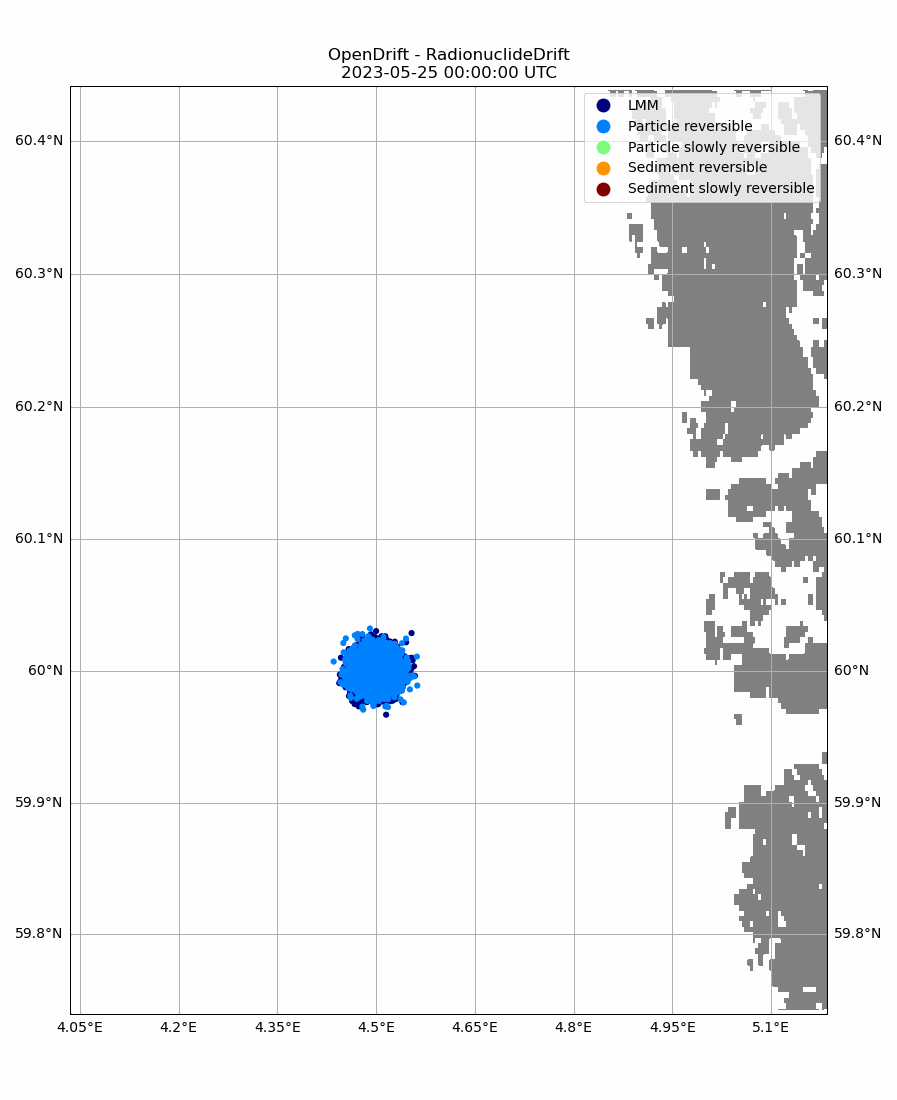 OpenDrift - RadionuclideDrift
2023-05-25 00:00:00 UTC
LMM
Particle reversible
Particle slowly reversible
Sediment reversible
Sediment slowly reversible
60.4°N 60.4°N
60.3°N 60.3°N
60.2°N 60.2°N
60.1°N 60.1°N
60°N 60°N
59.9°N 59.9°N
59.8°N 59.8°N
4.05°E 4.2°E 4.35°E 4.5°E 4.65°E 4.8°E 4.95°E 5.1°E